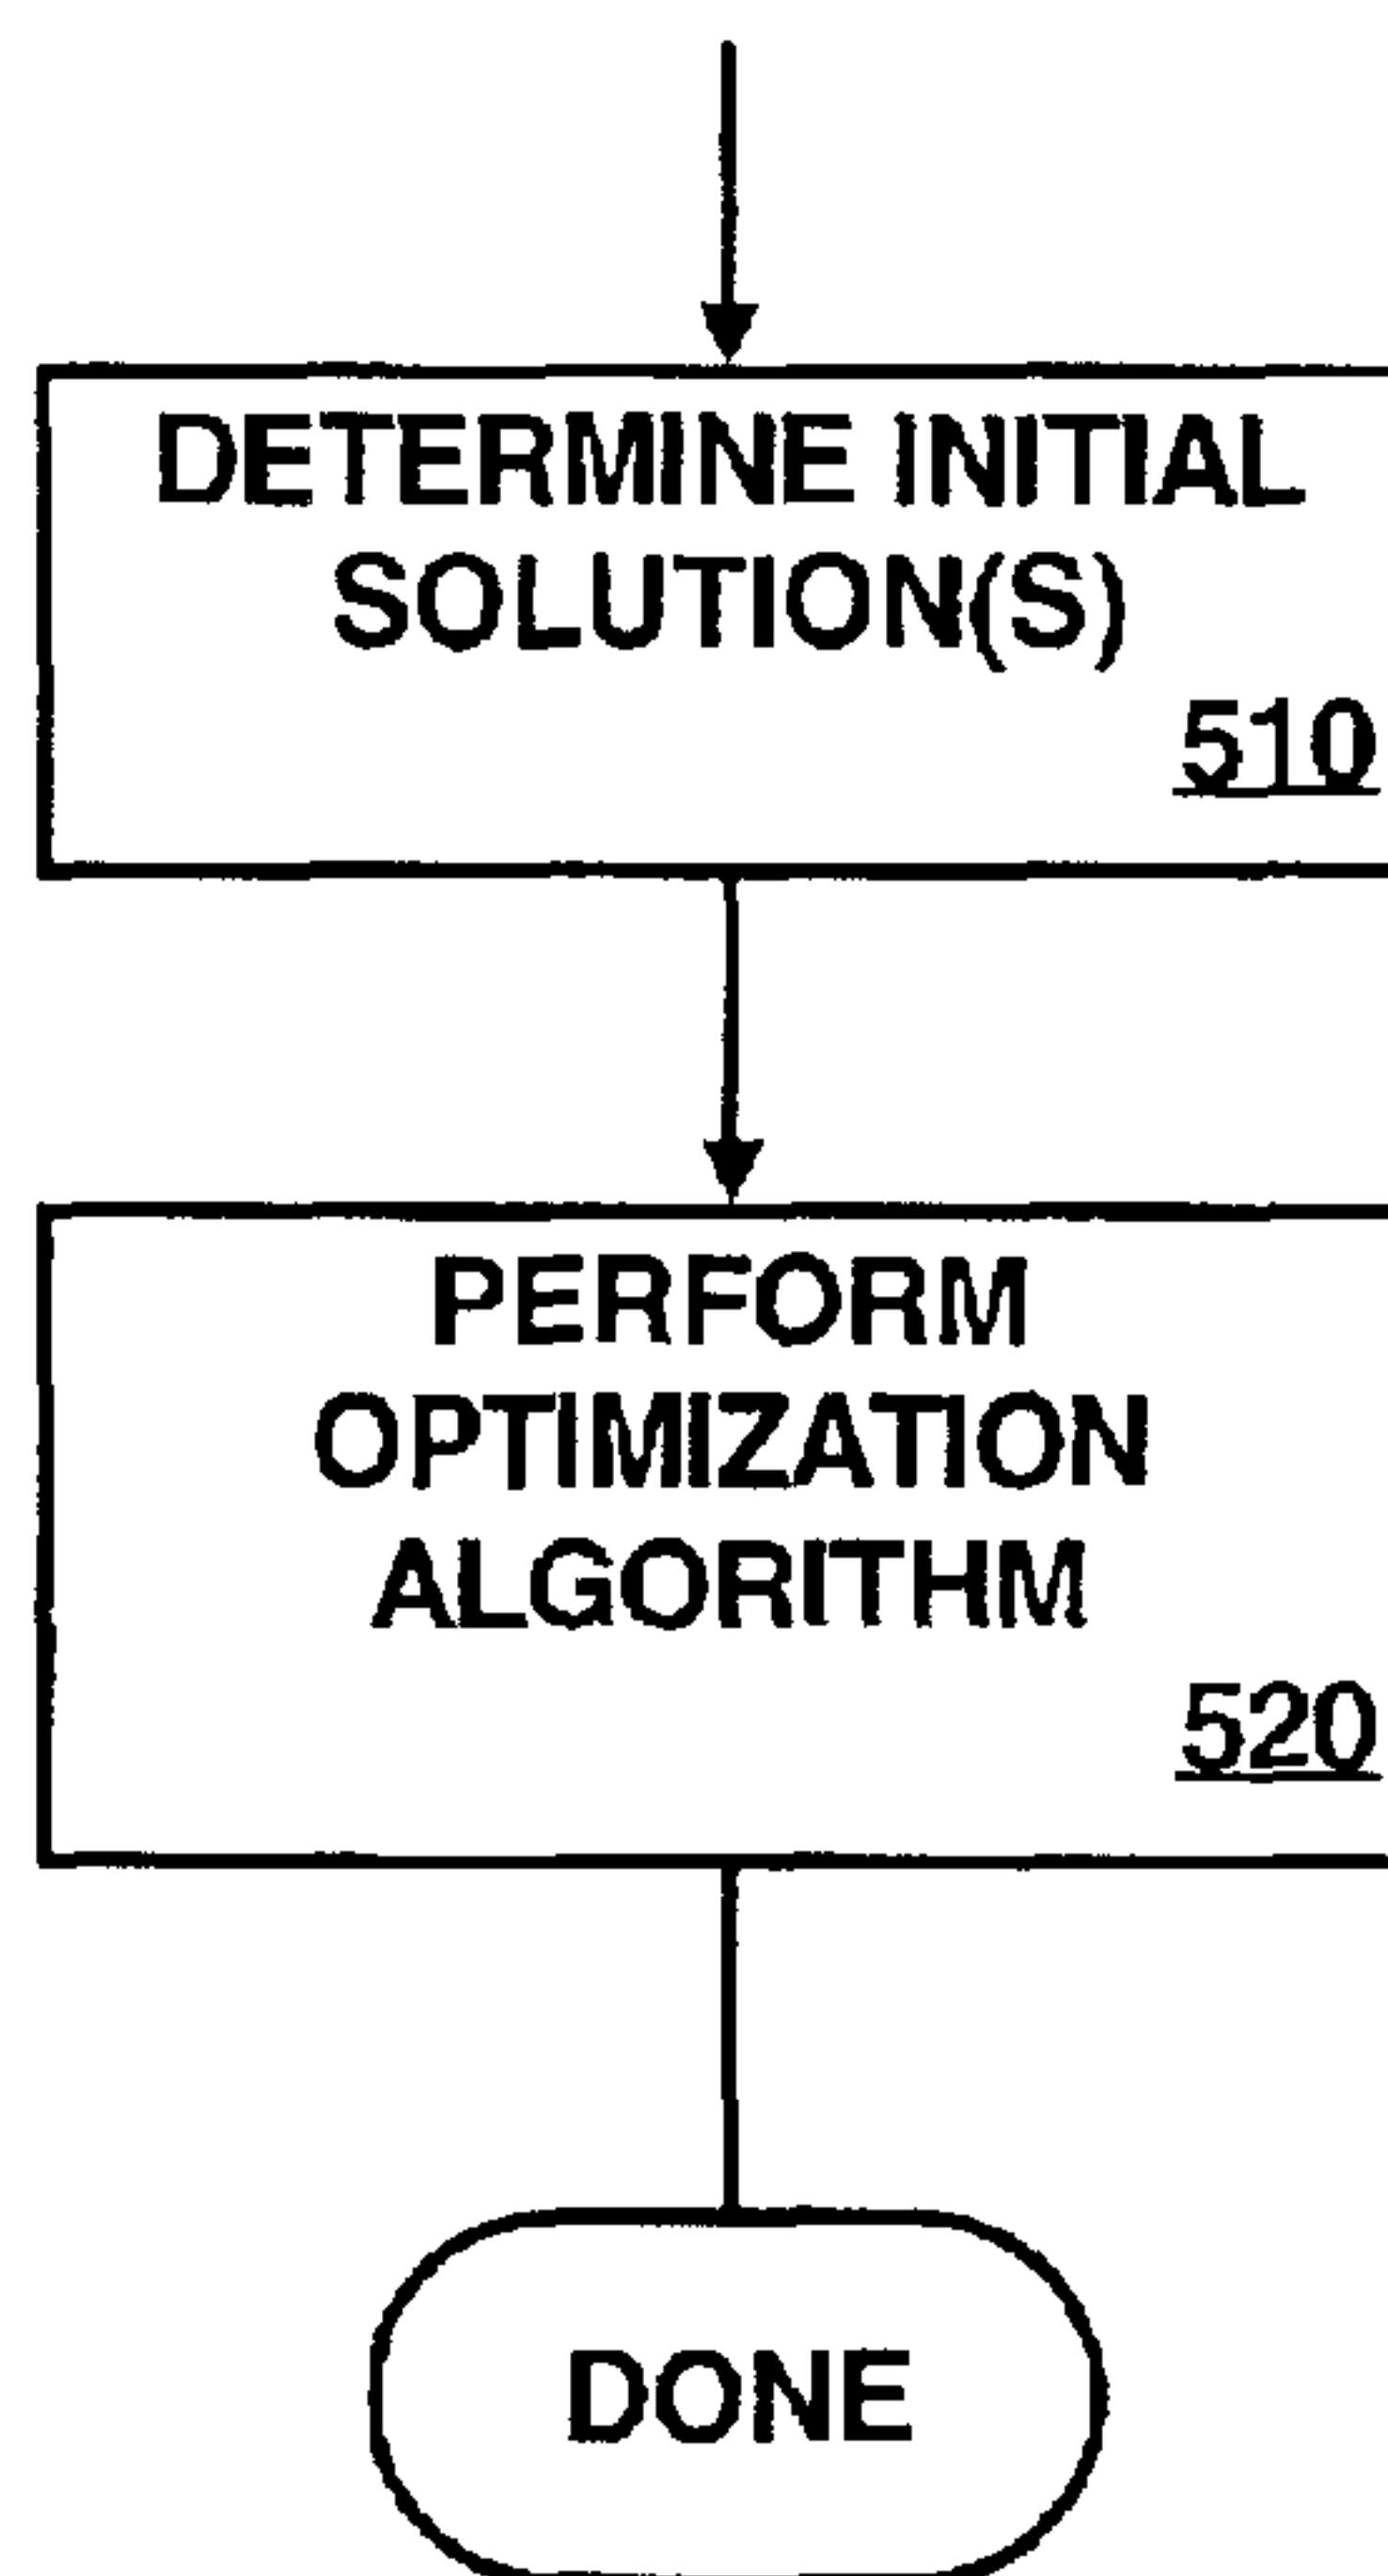 DETERMINE INITIAL
SOLUTION(S)
510
PERFORM
OPTIMIZATION
ALGORITHM
520
DONE